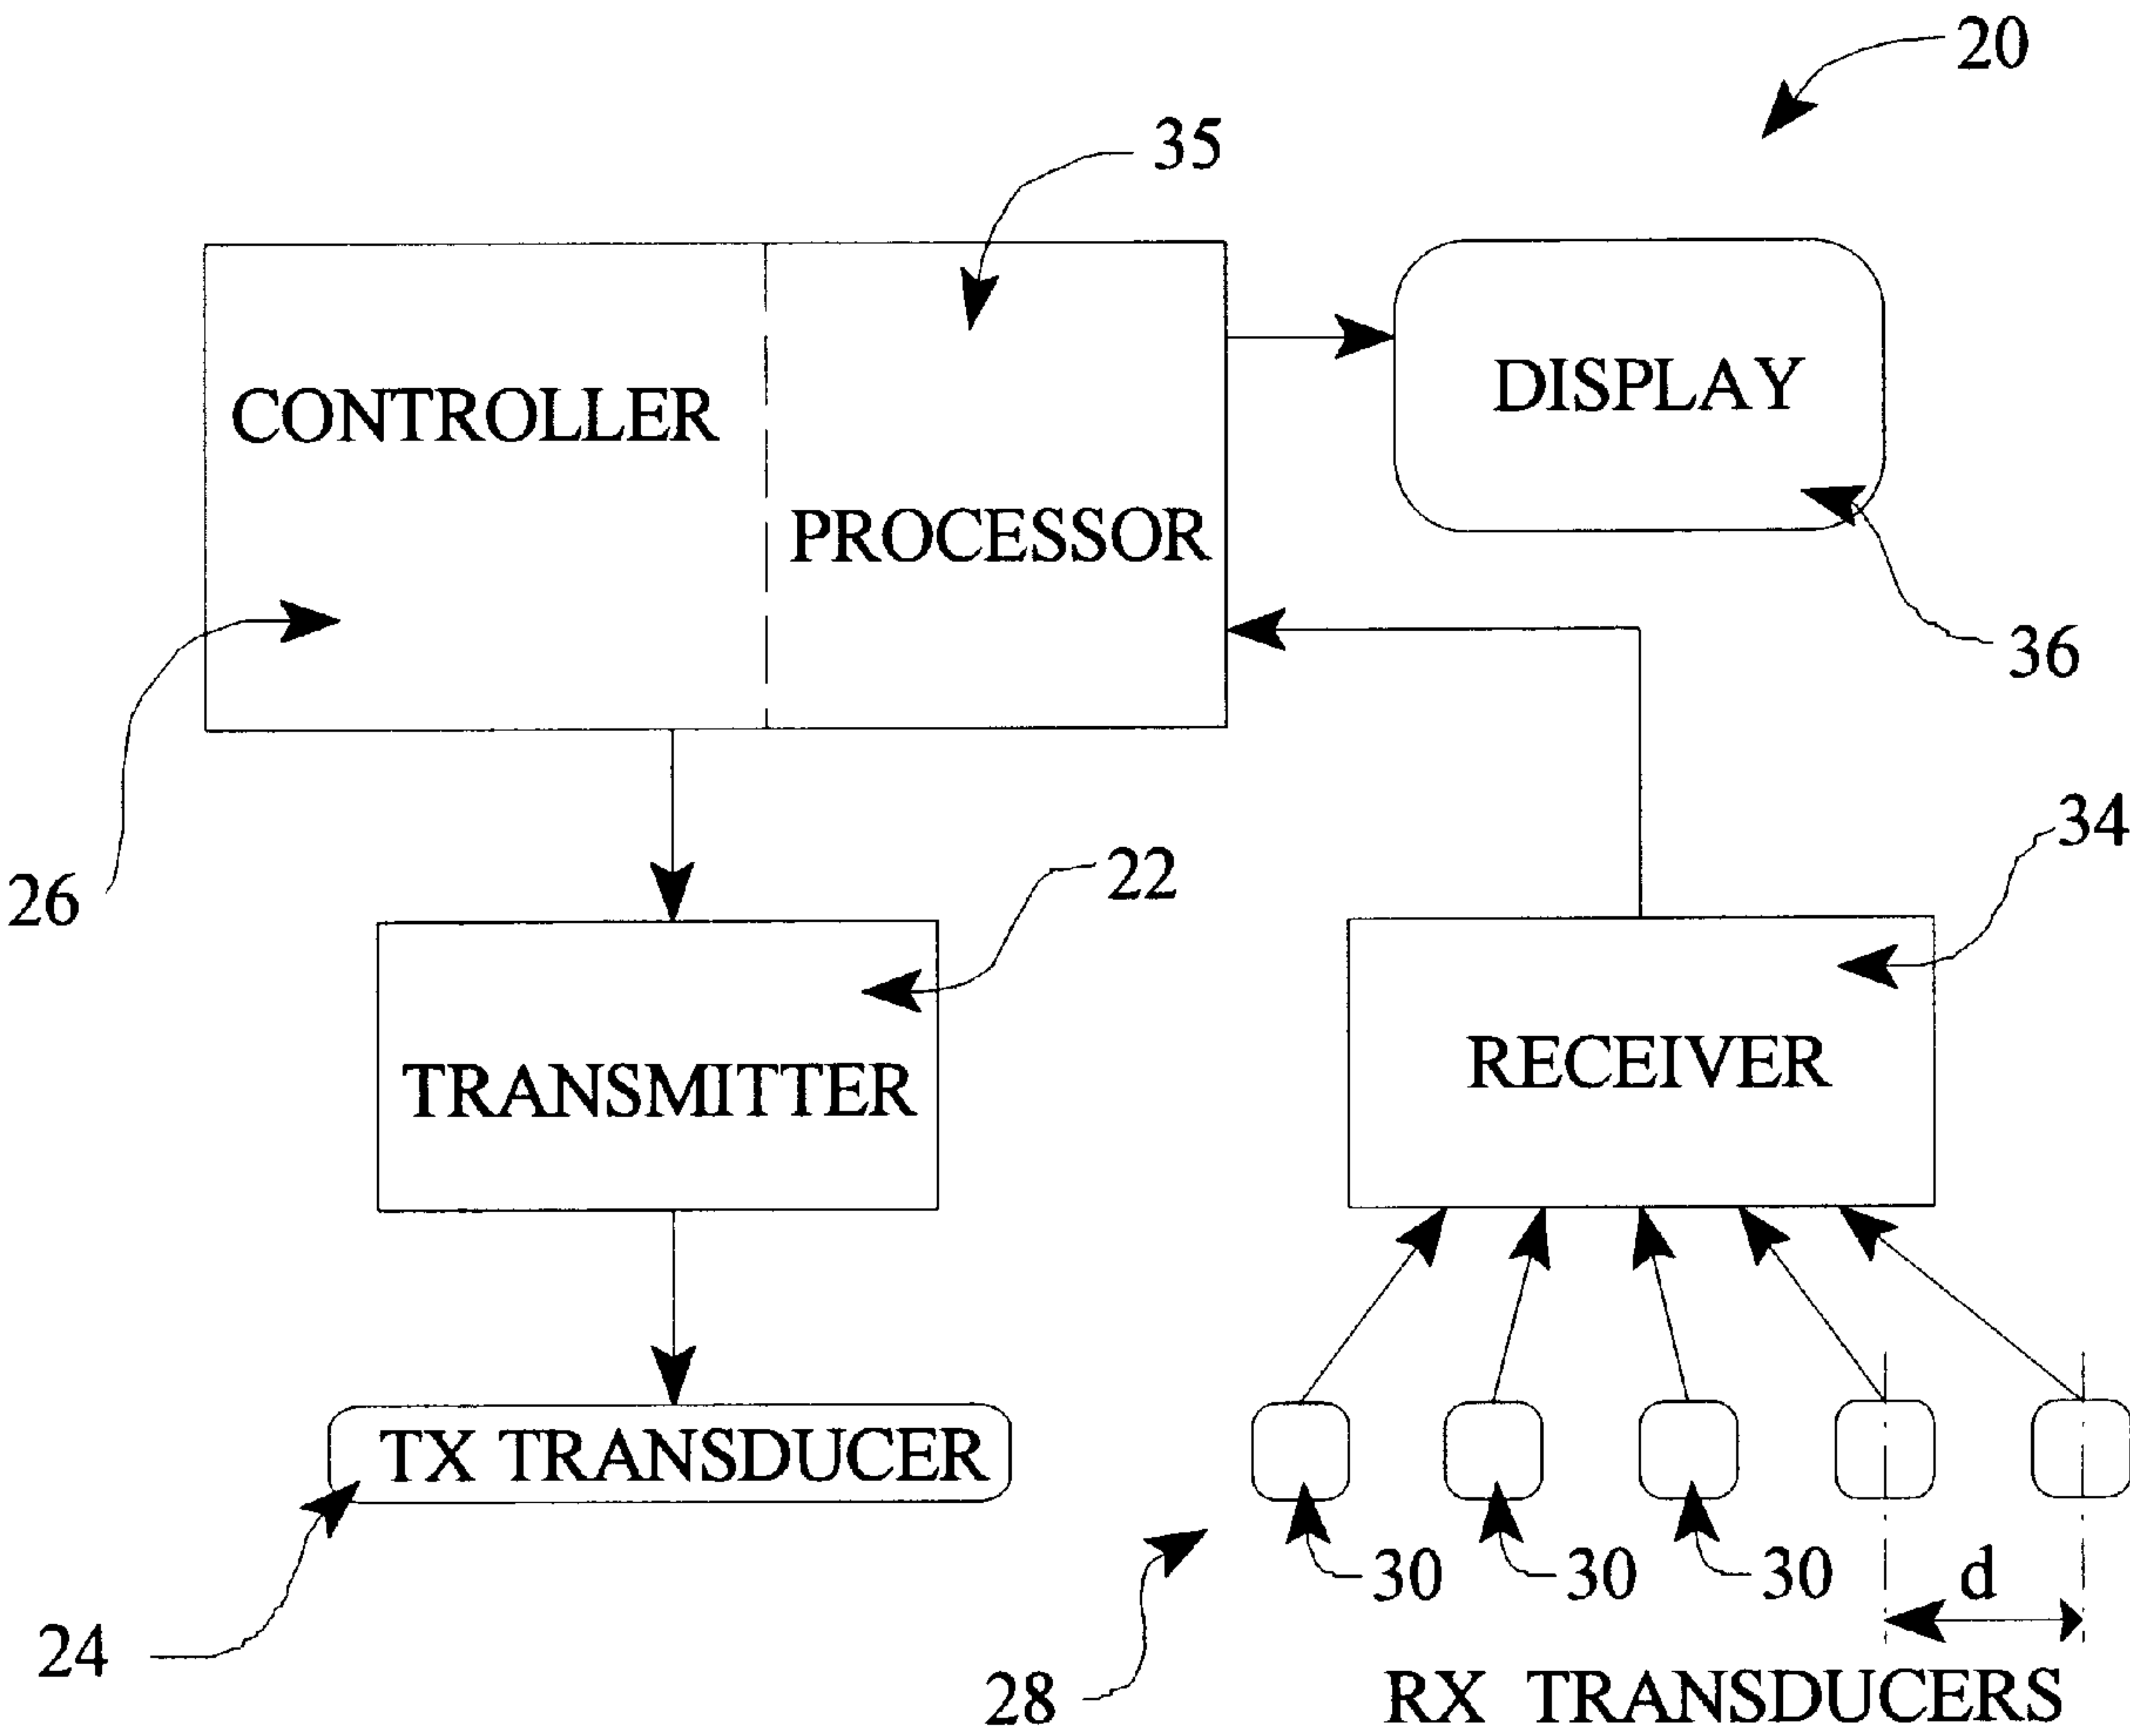 20
35
CONTROLLER
PROCESSOR
DISPLAY
36
26
22
34
TRANSMITTER
RECEIVER
TX TRANSDUCER
30
30
30
d
24
28
RX TRANSDUCERS